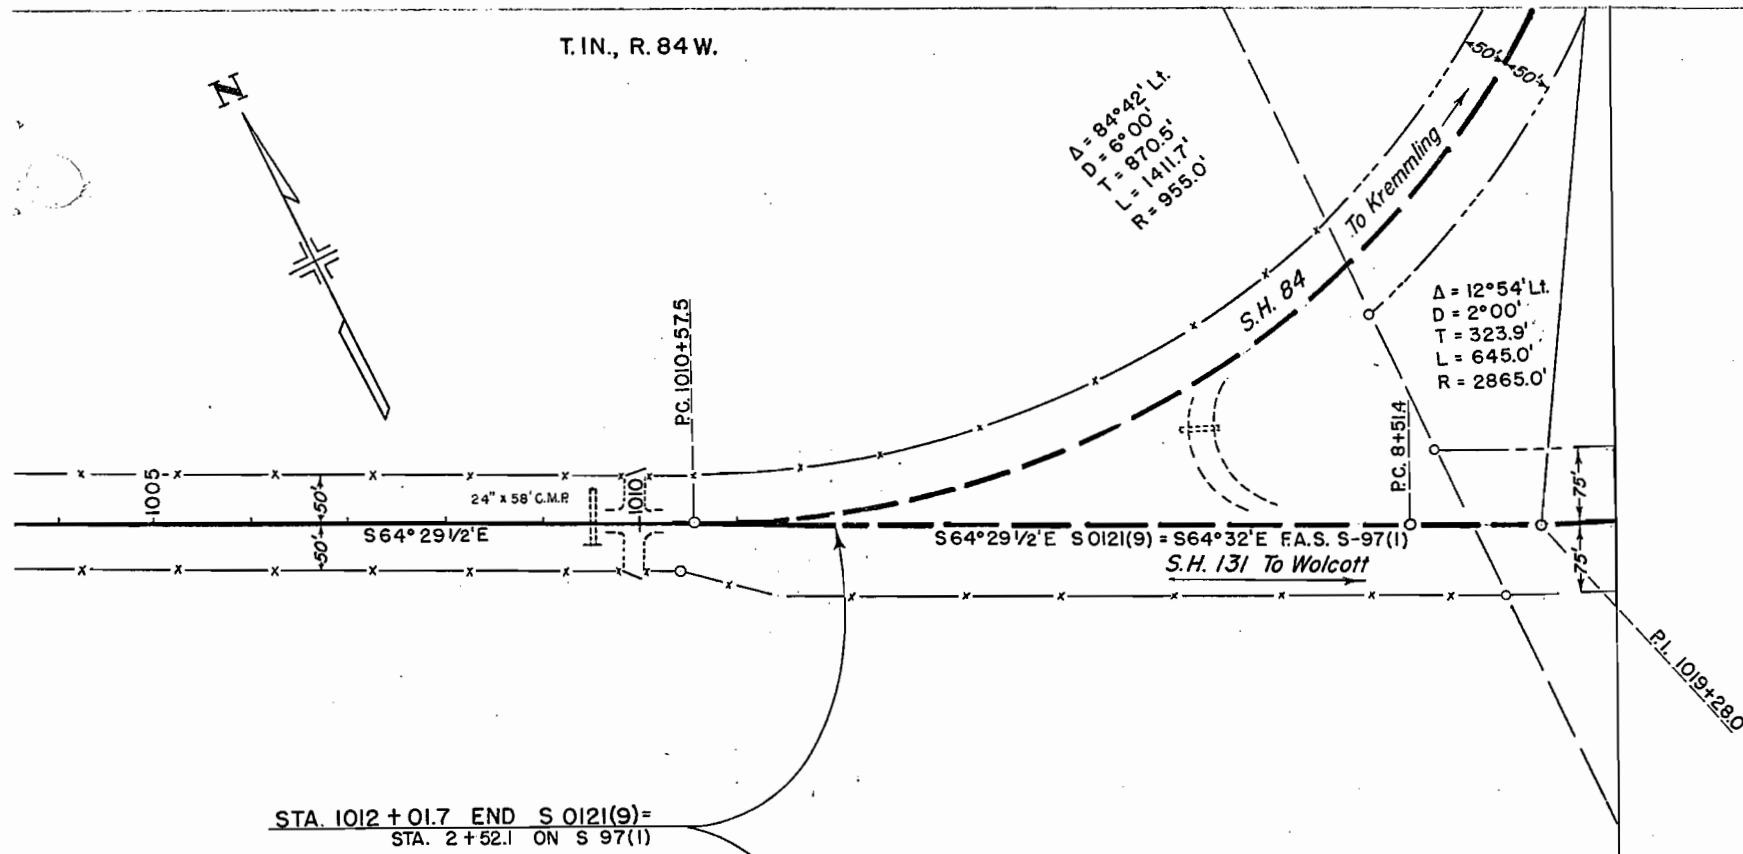 T. 1N., R. 84 W.
N
Δ = 84°42' Lt.
D = 6°00'
T = 870.5'
L = 1411.7'
R = 955.0'
50' 50'
To Kremmling
S.H. 84
Δ = 12°54' Lt.
D = 2°00'
T = 323.9'
L = 645.0'
R = 2865.0'
P.C. 1010+57.5
P.C. 8+51.4
1005
50'
50'
24" x 58' C.M.P.
1010
75'
75'
S 64° 29 1/2' E
S 64° 29 1/2' E S 0121(9) = S 64° 32' E F.A.S. S-97(1)
S.H. 131 To Wolcott
P.I. 1019+28.0
STA. 1012 + 01.7 END S 0121(9)=
STA. 2+52.1 ON S 97(1)